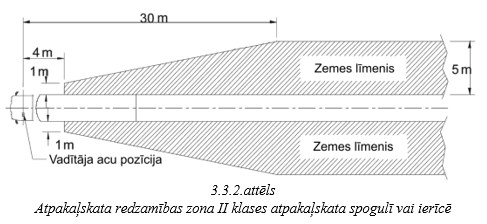 30 m
4 m
1 m
Zemes līmenis
5 m
Zemes līmenis
1 m
Vadītāja acu pozīcija
3.3.2.attēls
Atpakaļskata redzamības zona II klases atpakaļskata spogulī vai ierīcē